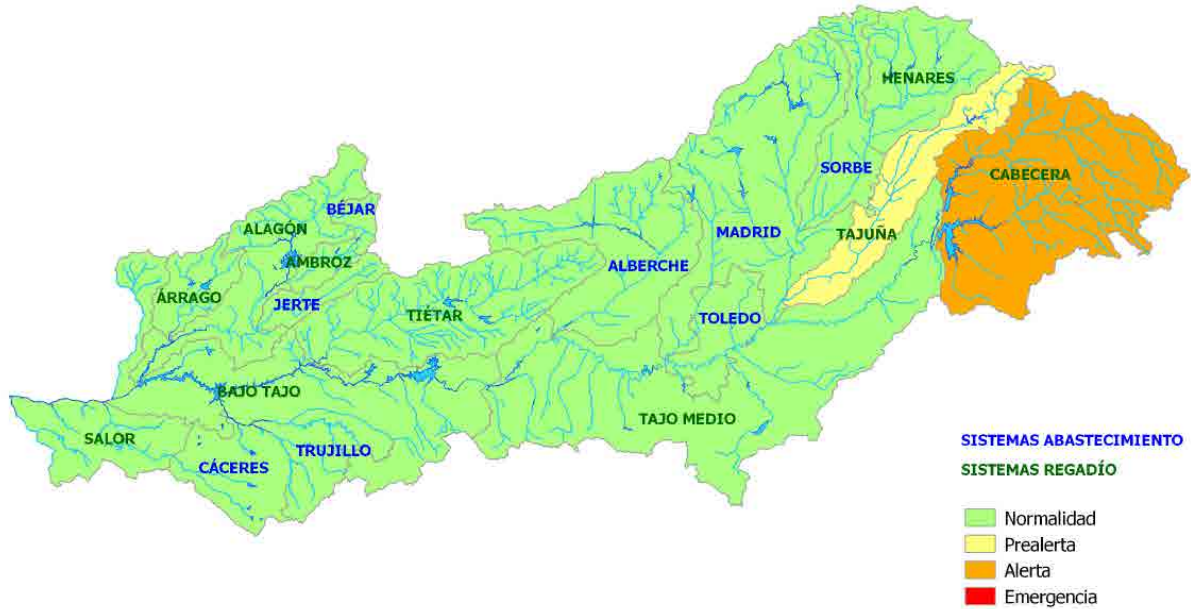 HENARES
SORBE
CABECERA
BÉJAR
ALAGÓN
MADRID
TAJUÑA
AMBROZ
ALBERCHE
ÁRRAGO
JERTE
TIÉTAR
TOLEDO
BAJO TAJO
TAJO MEDIO
SALOR
TRUJILLO
CÁCERES
SISTEMAS ABASTECIMIENTO
SISTEMAS REGADÍO
Normalidad
Prealerta
Alerta
Emergencia